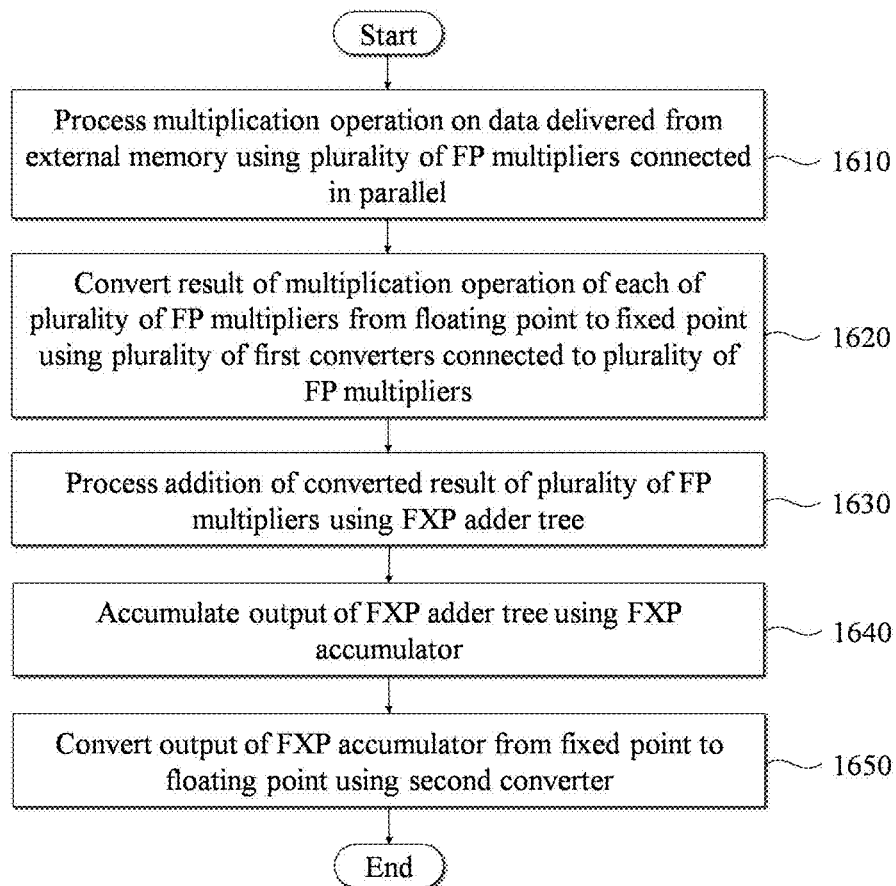 Start
Process multiplication operation on data delivered from
external memory using plurality of FP multipliers connected
in parallel
1610
Convert result of multiplication operation of each of
plurality of FP multipliers from floating point to fixed point
using plurality of first converters connected to plurality of
FP multipliers
1620
Process addition of converted result of plurality of FP
multipliers using FXP adder tree
1630
Accumulate output of FXP adder tree using FXP
accumulator
1640
Convert output of FXP accumulator from fixed point to
floating point using second converter
1650
End